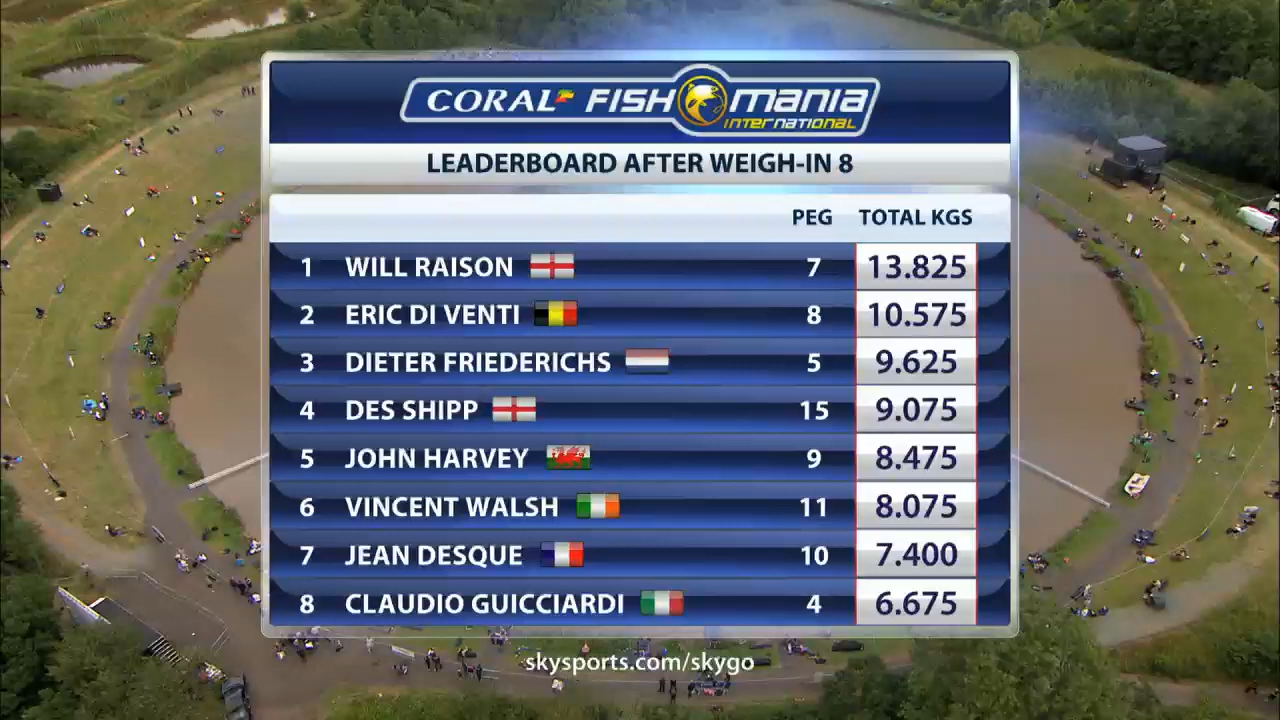 CORAL FISH MANIA
INTERNATIONAL
LEADERBOARD AFTER WEIGH-IN 8
PEG TOTAL KGS
1 WILL RAISON 7 13.825
2 ERIC DI VENTI 8 10.575
3 DIETER FRIEDERICHS 5 9.625
4 DES SHIPP 15 9.075
5 JOHN HARVEY 9 8.475
6 VINCENT WALSH 11 8.075
7 JEAN DESQUE 10 7.400
8 CLAUDIO GUICCIARDI 4 6.675
skysports.com/skygo